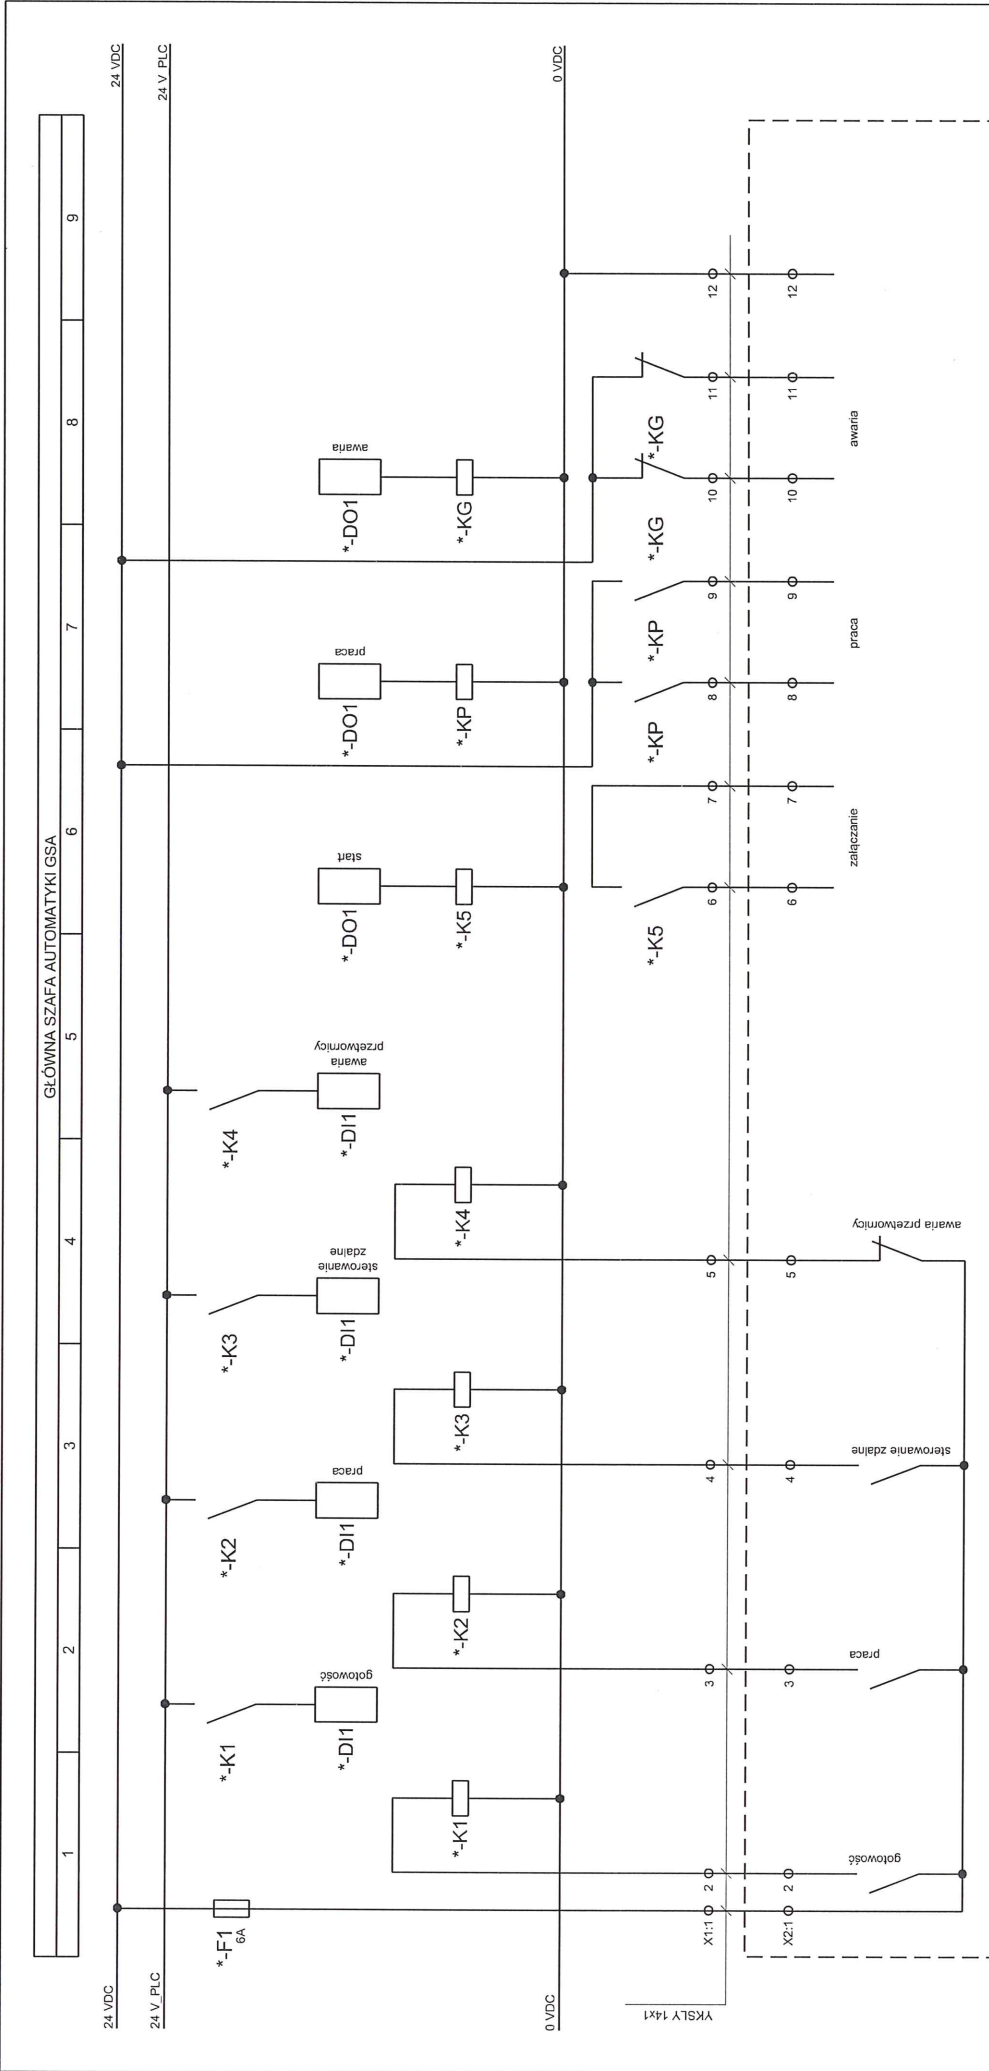 GŁÓWNA SZAFA AUTOMATYKI GSA
1 2 3 4 5 6 7 8 9
24 VDC
24 VDC
24 V_PLC
24 V_PLC
*-F1
6A
*-K1
*-K2
*-K3
*-K4
*-DI1
gotowość
*-DI1
praca
*-DI1
sterowanie
zdalne
*-DI1
awaria
przetwornicy
*-DO1
start
*-DO1
praca
*-DO1
awaria
*-K1
*-K2
*-K3
*-K4
*-K5
*-KP
*-KG
0 VDC
0 VDC
*-K5
*-KP
*-KP
*-KG
*-KG
YKSLY 14x1
X1:1 2 3 4 5 6 7 8 9 10 11 12
X2:1 2 3 4 5 6 7 8 9 10 11 12
gotowość
praca
sterowanie zdalne
awaria przetwornicy
załączanie
praca
awaria